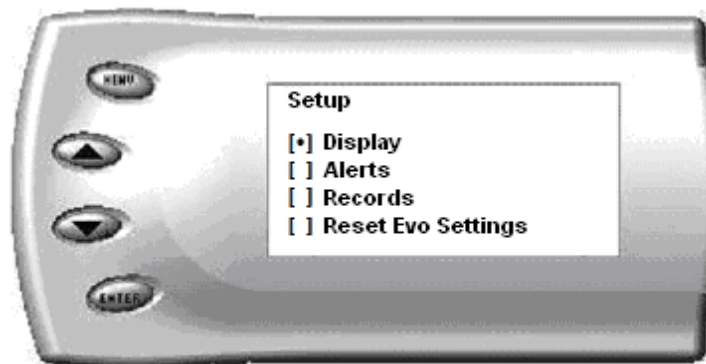 MENU
Setup
[•] Display
[ ] Alerts
[ ] Records
[ ] Reset Evo Settings
ENTER